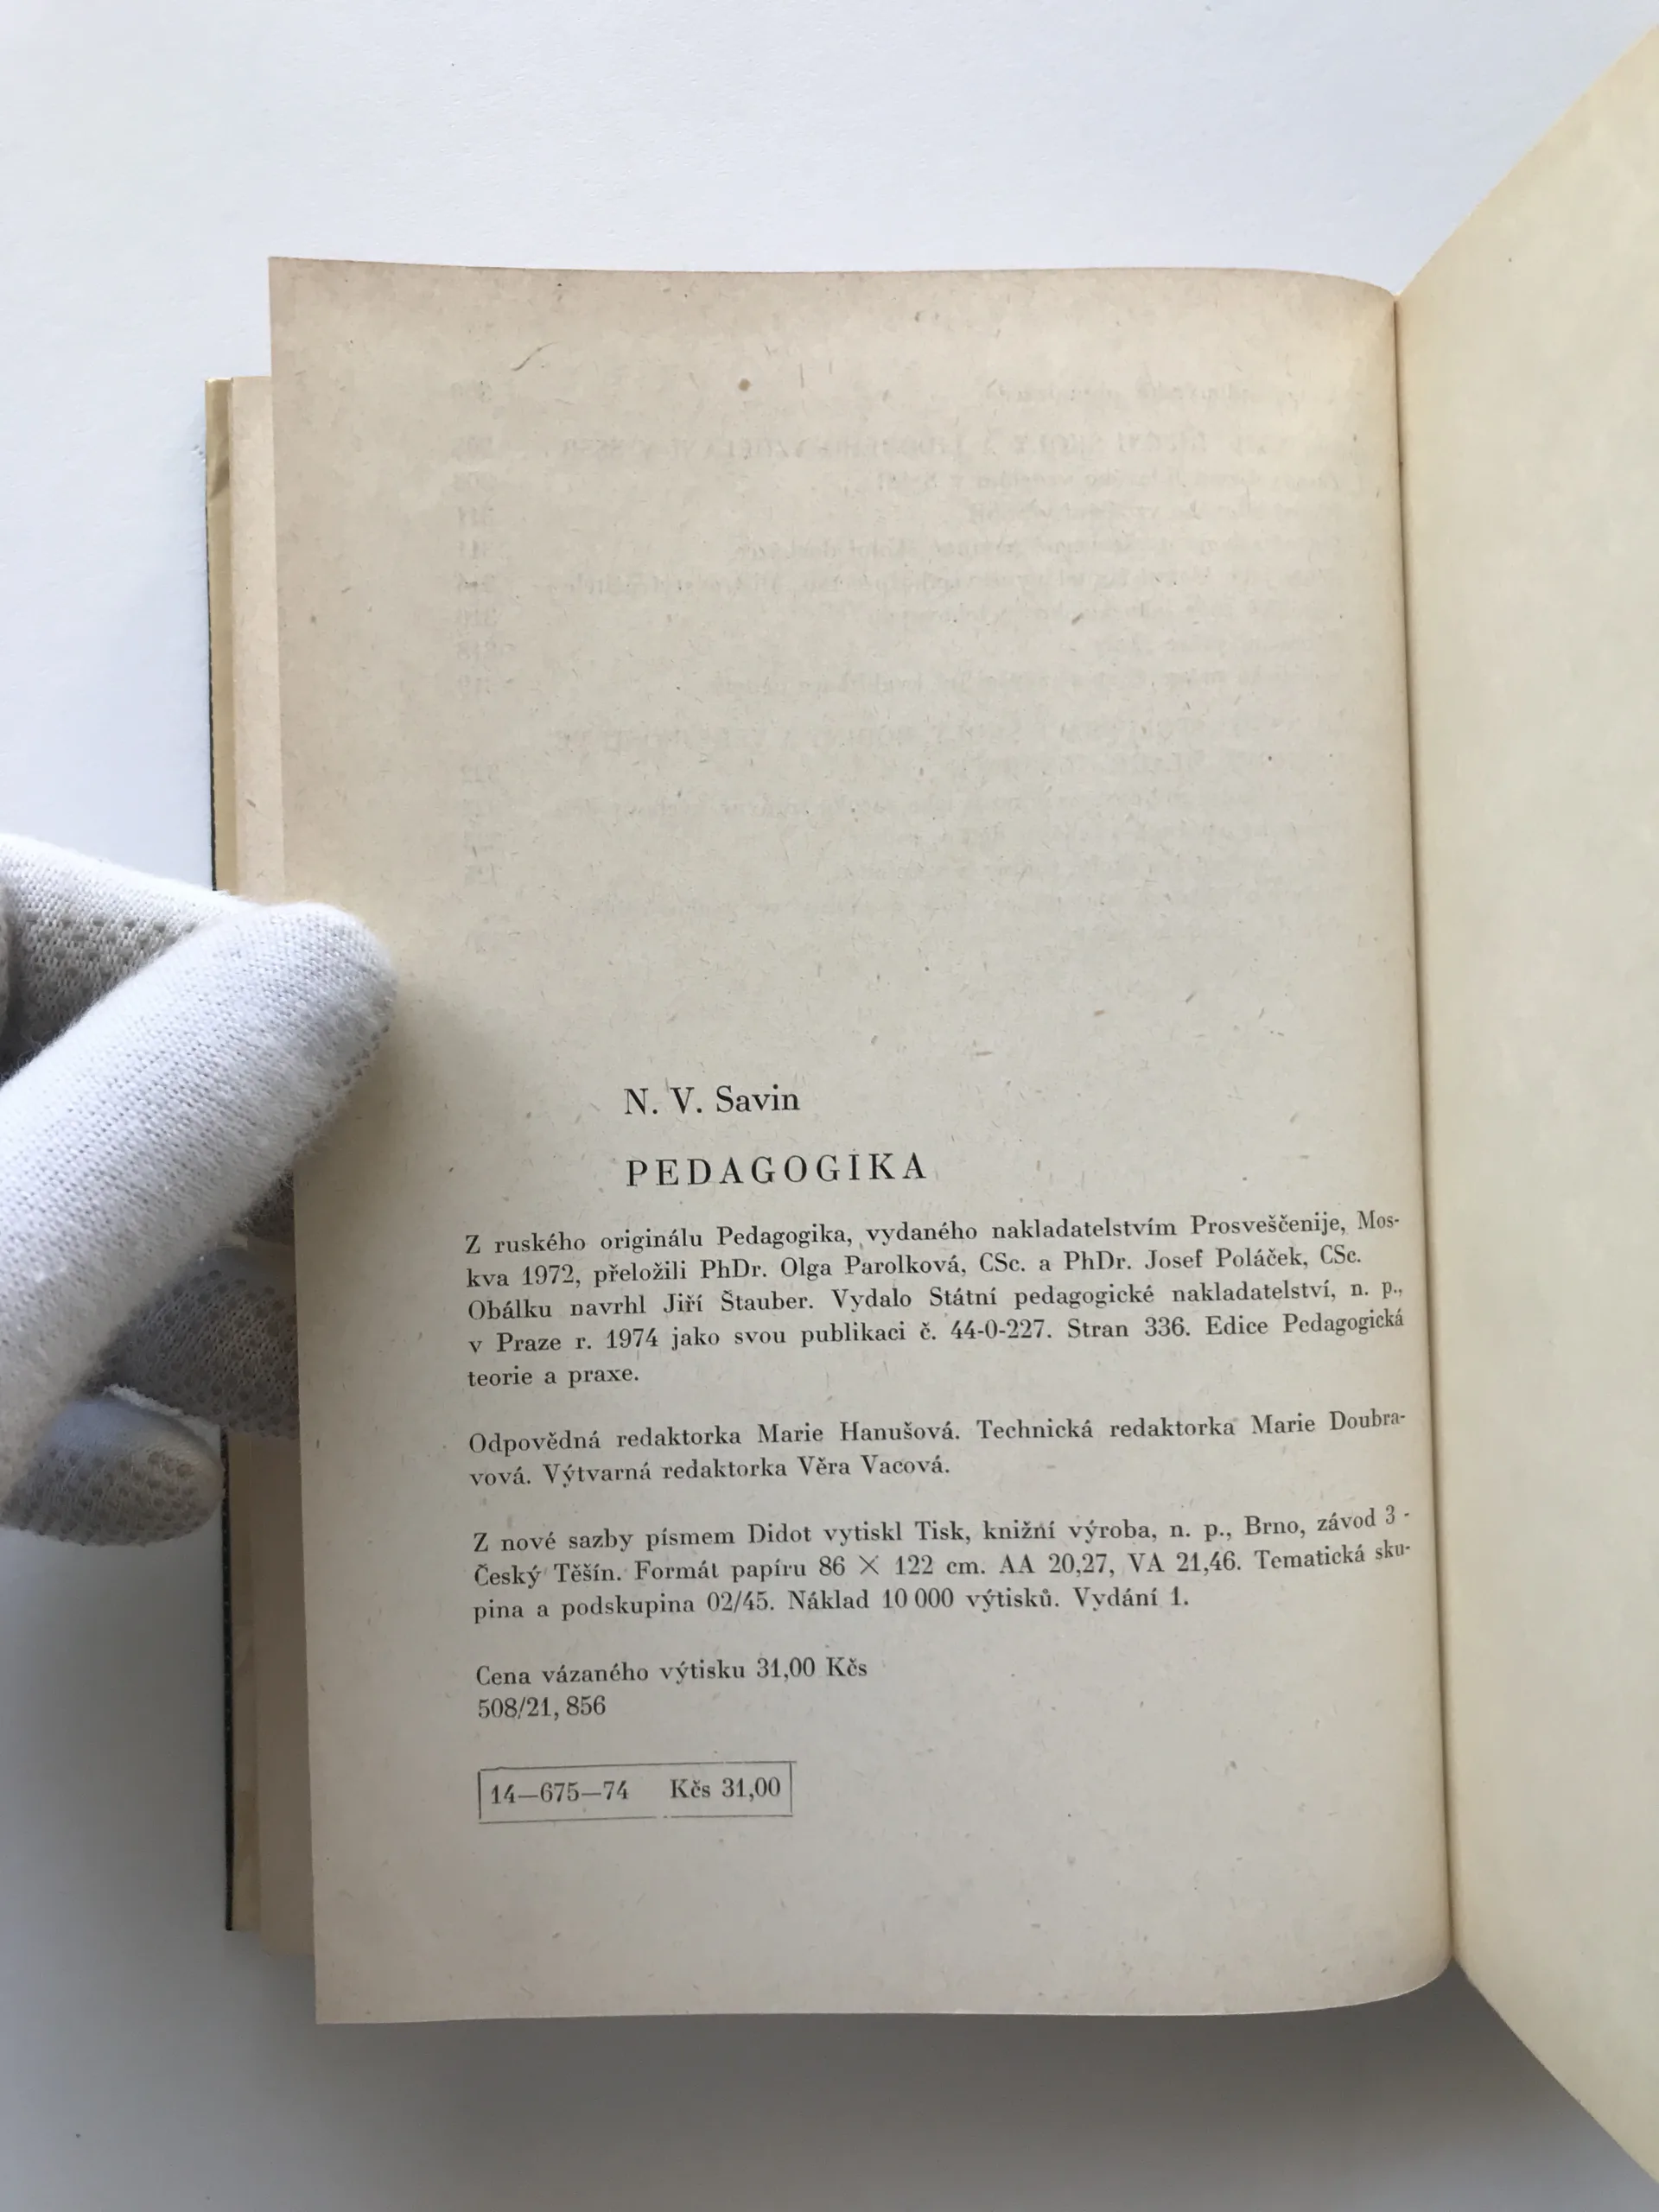 N. V. Savin
PEDAGOGIKA
Z ruského originálu Pedagogika, vydaného nakladatelstvím Prosveščenije, Mos-
kva 1972, přeložili PhDr. Olga Parolková, CSc. a PhDr. Josef Poláček, CSc.
Obálku navrhl Jiří Stauber. Vydalo Státní pedagogické nakladatelství, n. p.,
v Praze r. 1974 jako svou publikaci č. 44-0-227. Stran 336. Edice Pedagogická
teorie a praxe.
Odpovědná redaktorka Marie Hanušová. Technická redaktorka Marie Doubra-
vová. Výtvarná redaktorka Věra Vacová.
Z nové sazby písmem Didot vytiskl Tisk, knižní výroba, n. p., Brno, závod 3 -
Český Těšín. Formát papíru 86 × 122 cm. AA 20,27, VA 21,46. Tematická sku-
pina a podskupina 02/45. Náklad 10 000 výtisků. Vydání 1.
Cena vázaného výtisku 31,00 Kčs
508/21, 856
14—675—74 Kčs 31,00